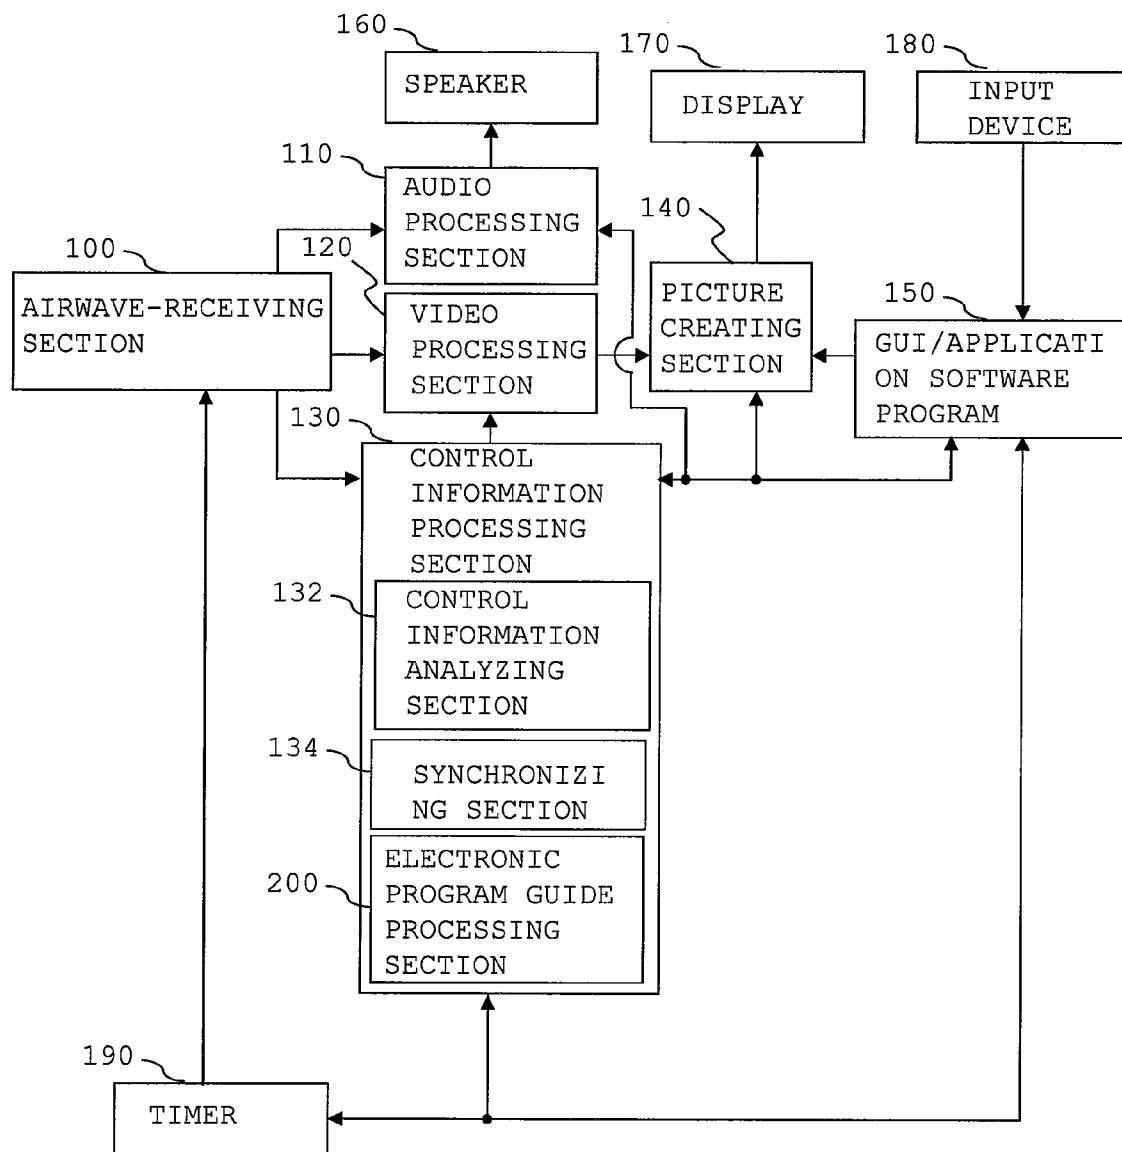 160
SPEAKER
170
DISPLAY
180
INPUT
DEVICE
110
AUDIO
PROCESSING
SECTION
100
AIRWAVE-RECEIVING
SECTION
120
VIDEO
PROCESSING
SECTION
140
PICTURE
CREATING
SECTION
150
GUI/APPLICATI
ON SOFTWARE
PROGRAM
130
CONTROL
INFORMATION
PROCESSING
SECTION
132
CONTROL
INFORMATION
ANALYZING
SECTION
134
SYNCHRONIZI
NG SECTION
200
ELECTRONIC
PROGRAM GUIDE
PROCESSING
SECTION
190
TIMER